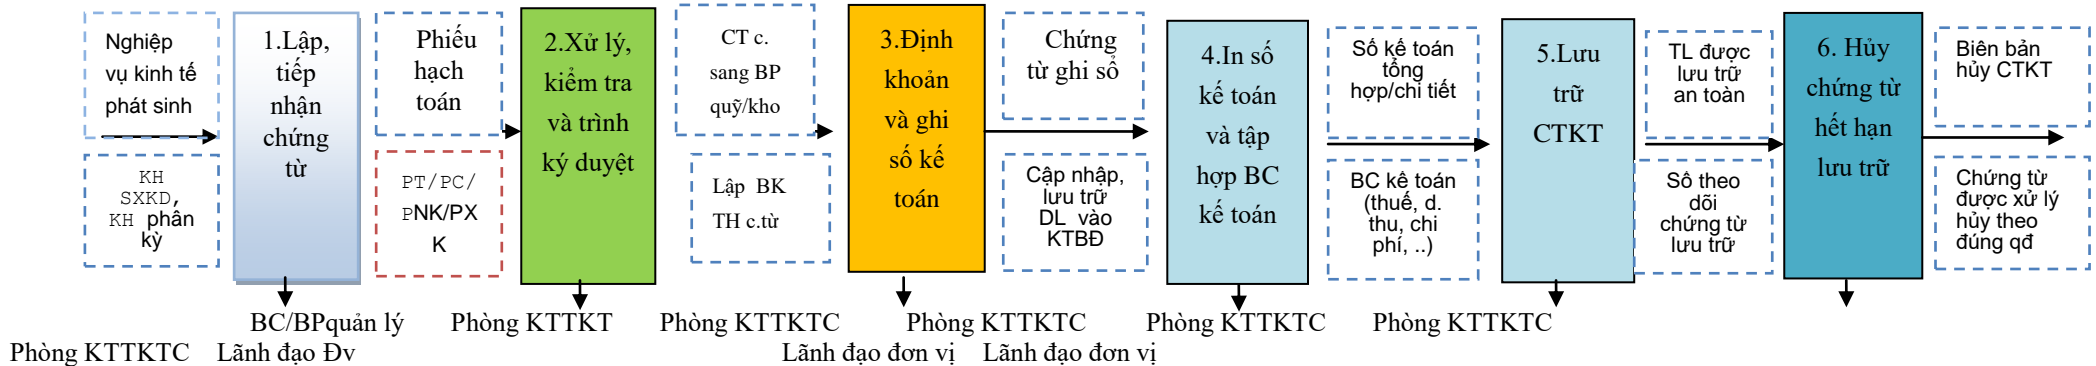 Nghiệp
vụ kinh tế
phát sinh
KH
SXKD,
KH phân
kỳ
1.Lập,
tiếp
nhận
chứng
từ
Phiếu
hạch
toán
PT/PC/
PNK/PX
K
2.Xử lý,
kiểm tra
và trình
ký duyệt
CT c.
sang BP
quỹ/kho
Lập BK
TH c.từ
3.Định
khoản
và ghi
sổ kế
toán
Chứng
từ ghi sổ
Cập nhập,
lưu trữ
DL vào
KTBĐ
4.In sổ
kế toán
và tập
hợp BC
kế toán
Sổ kế toán
tổng
hợp/chi tiết
BC kế toán
(thuế, d.
thu, chi
phí, ..)
5.Lưu
trữ
CTKT
TL được
lưu trữ
an toàn
Sổ theo
dõi
chứng từ
lưu trữ
6. Hủy
chứng từ
hết hạn
lưu trữ
Biên bản
hủy CTKT
Chứng từ
được xử lý
hủy theo
đúng qđ
BC/BPquản lý Phòng KTTKT Phòng KTTKTC Phòng KTTKTC Phòng KTTKTC Phòng KTTKTC
Phòng KTTKTC Lãnh đạo Đv Lãnh đạo đơn vị Lãnh đạo đơn vị